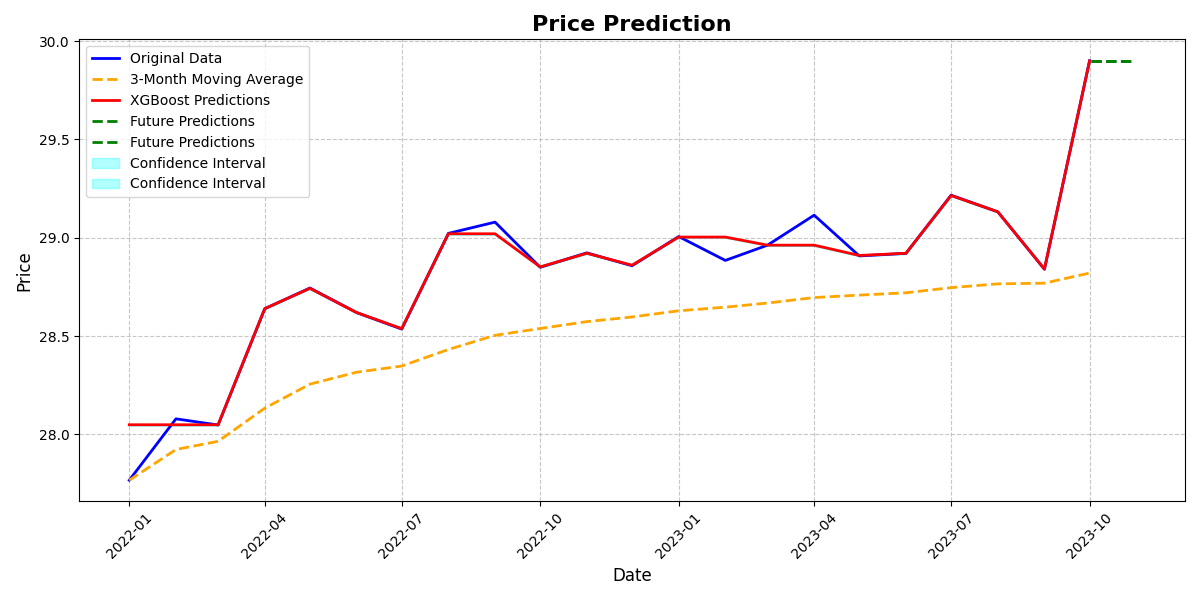 Price Prediction
30.0
29.5
29.0
28.5
28.0
Price
Original Data
3-Month Moving Average
XGBoost Predictions
Future Predictions
Future Predictions
Confidence Interval
Confidence Interval
2022-01
2022-04
2022-07
2022-10
2023-01
2023-04
2023-07
2023-10
Date